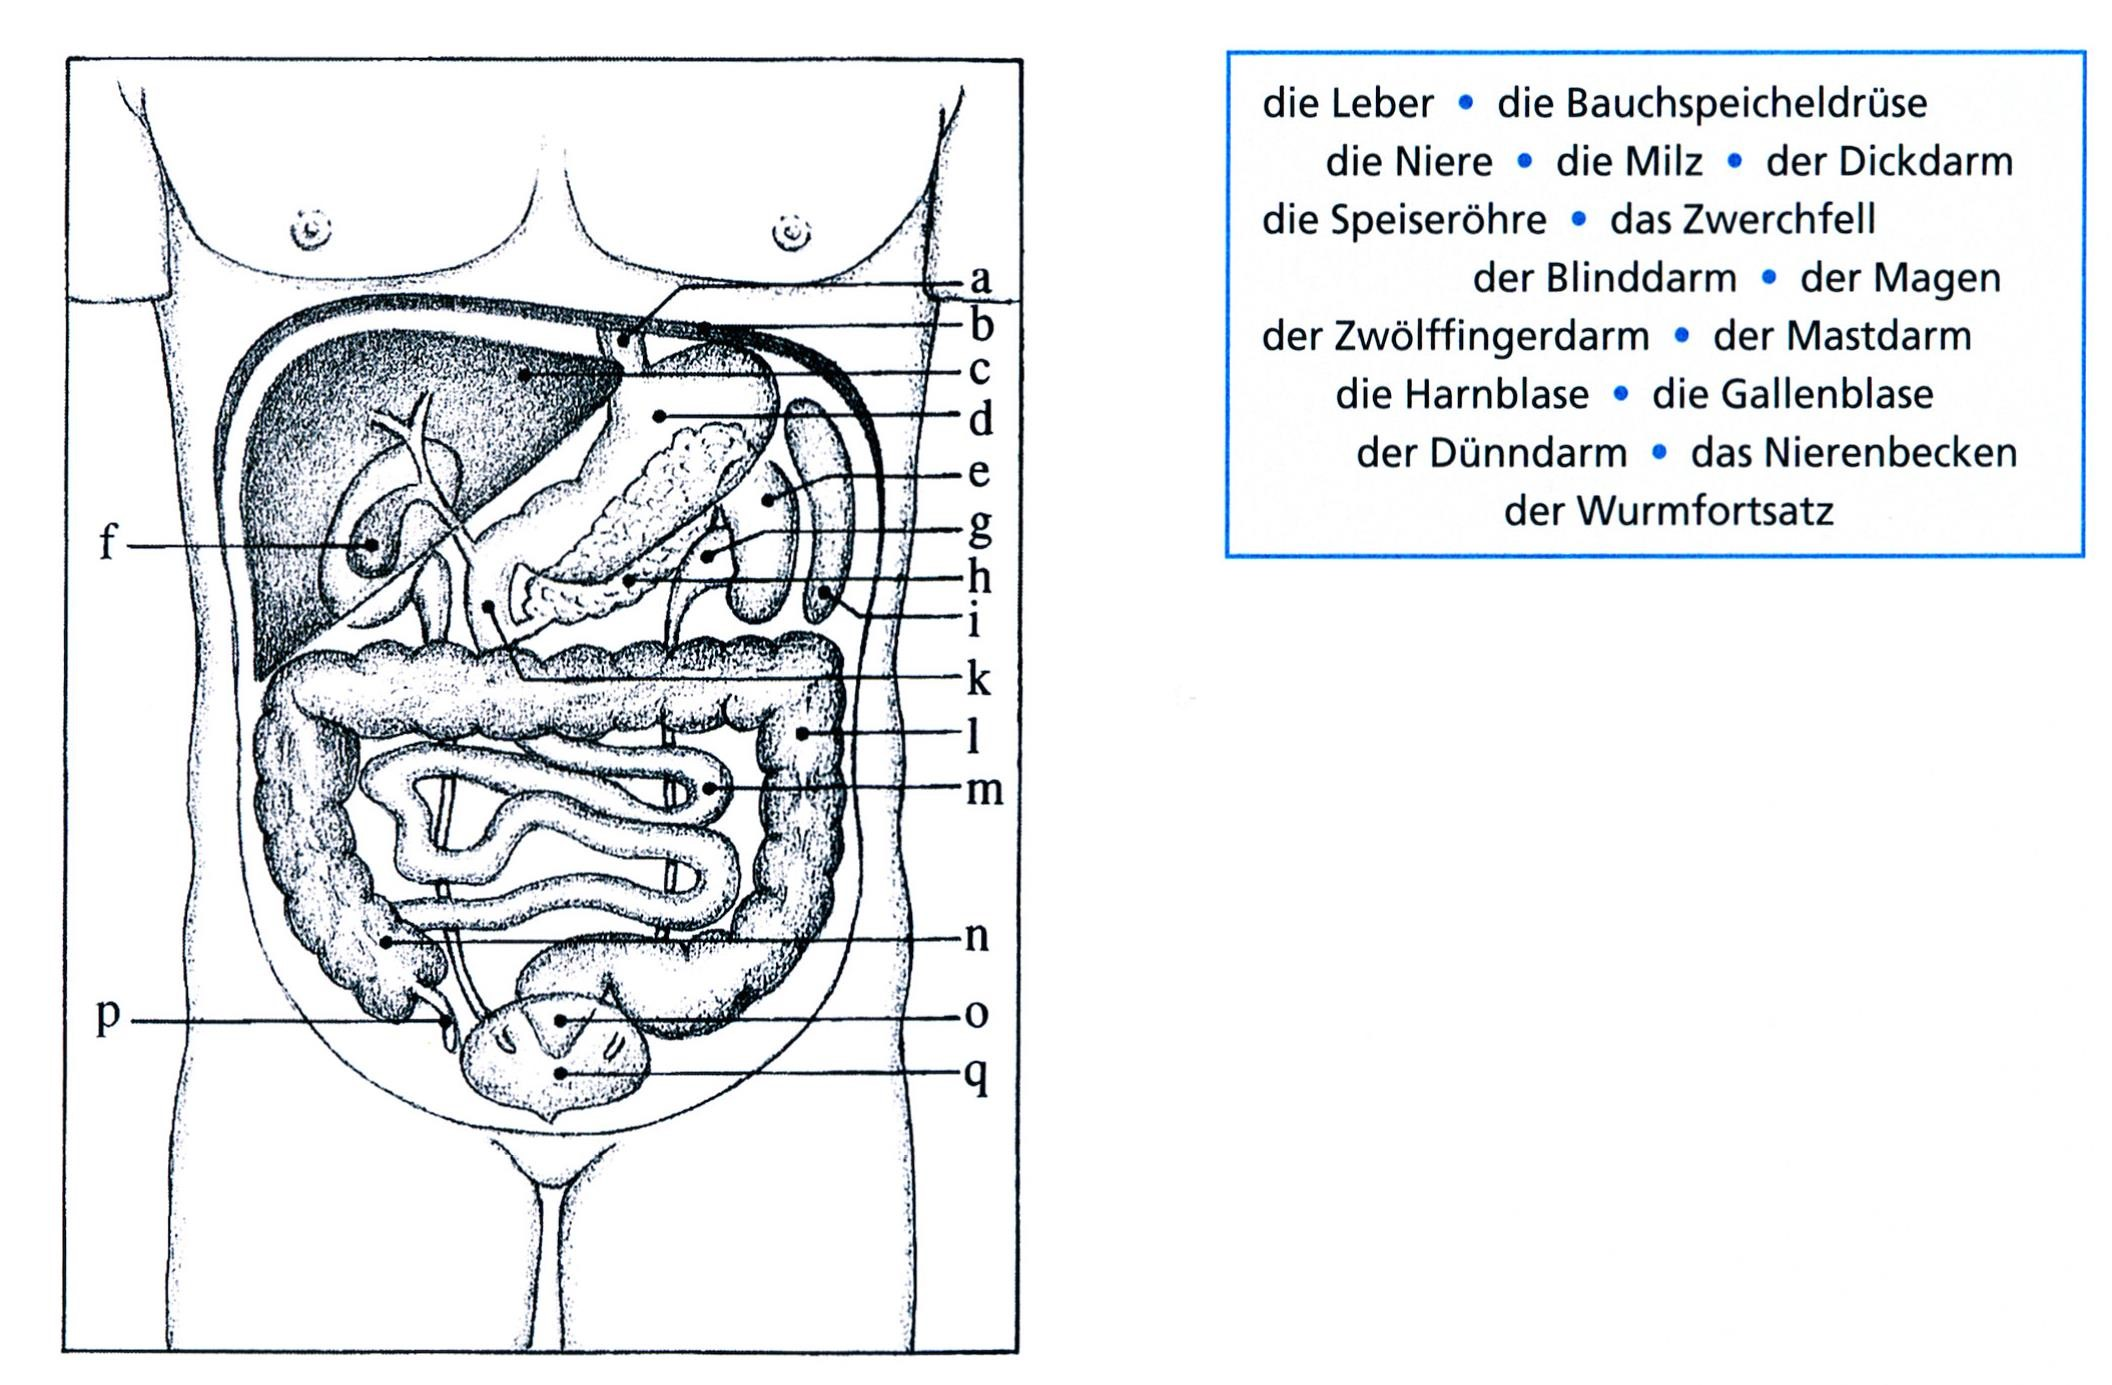 a
b
c
d
e
f
g
h
i
k
l
m
n
p
o
q
die Leber • die Bauchspeicheldrüse
die Niere • die Milz • der Dickdarm
die Speiseröhre • das Zwerchfell
der Blinddarm • der Magen
der Zwölffingerdarm • der Mastdarm
die Harnblase • die Gallenblase
der Dünndarm • das Nierenbecken
der Wurmfortsatz